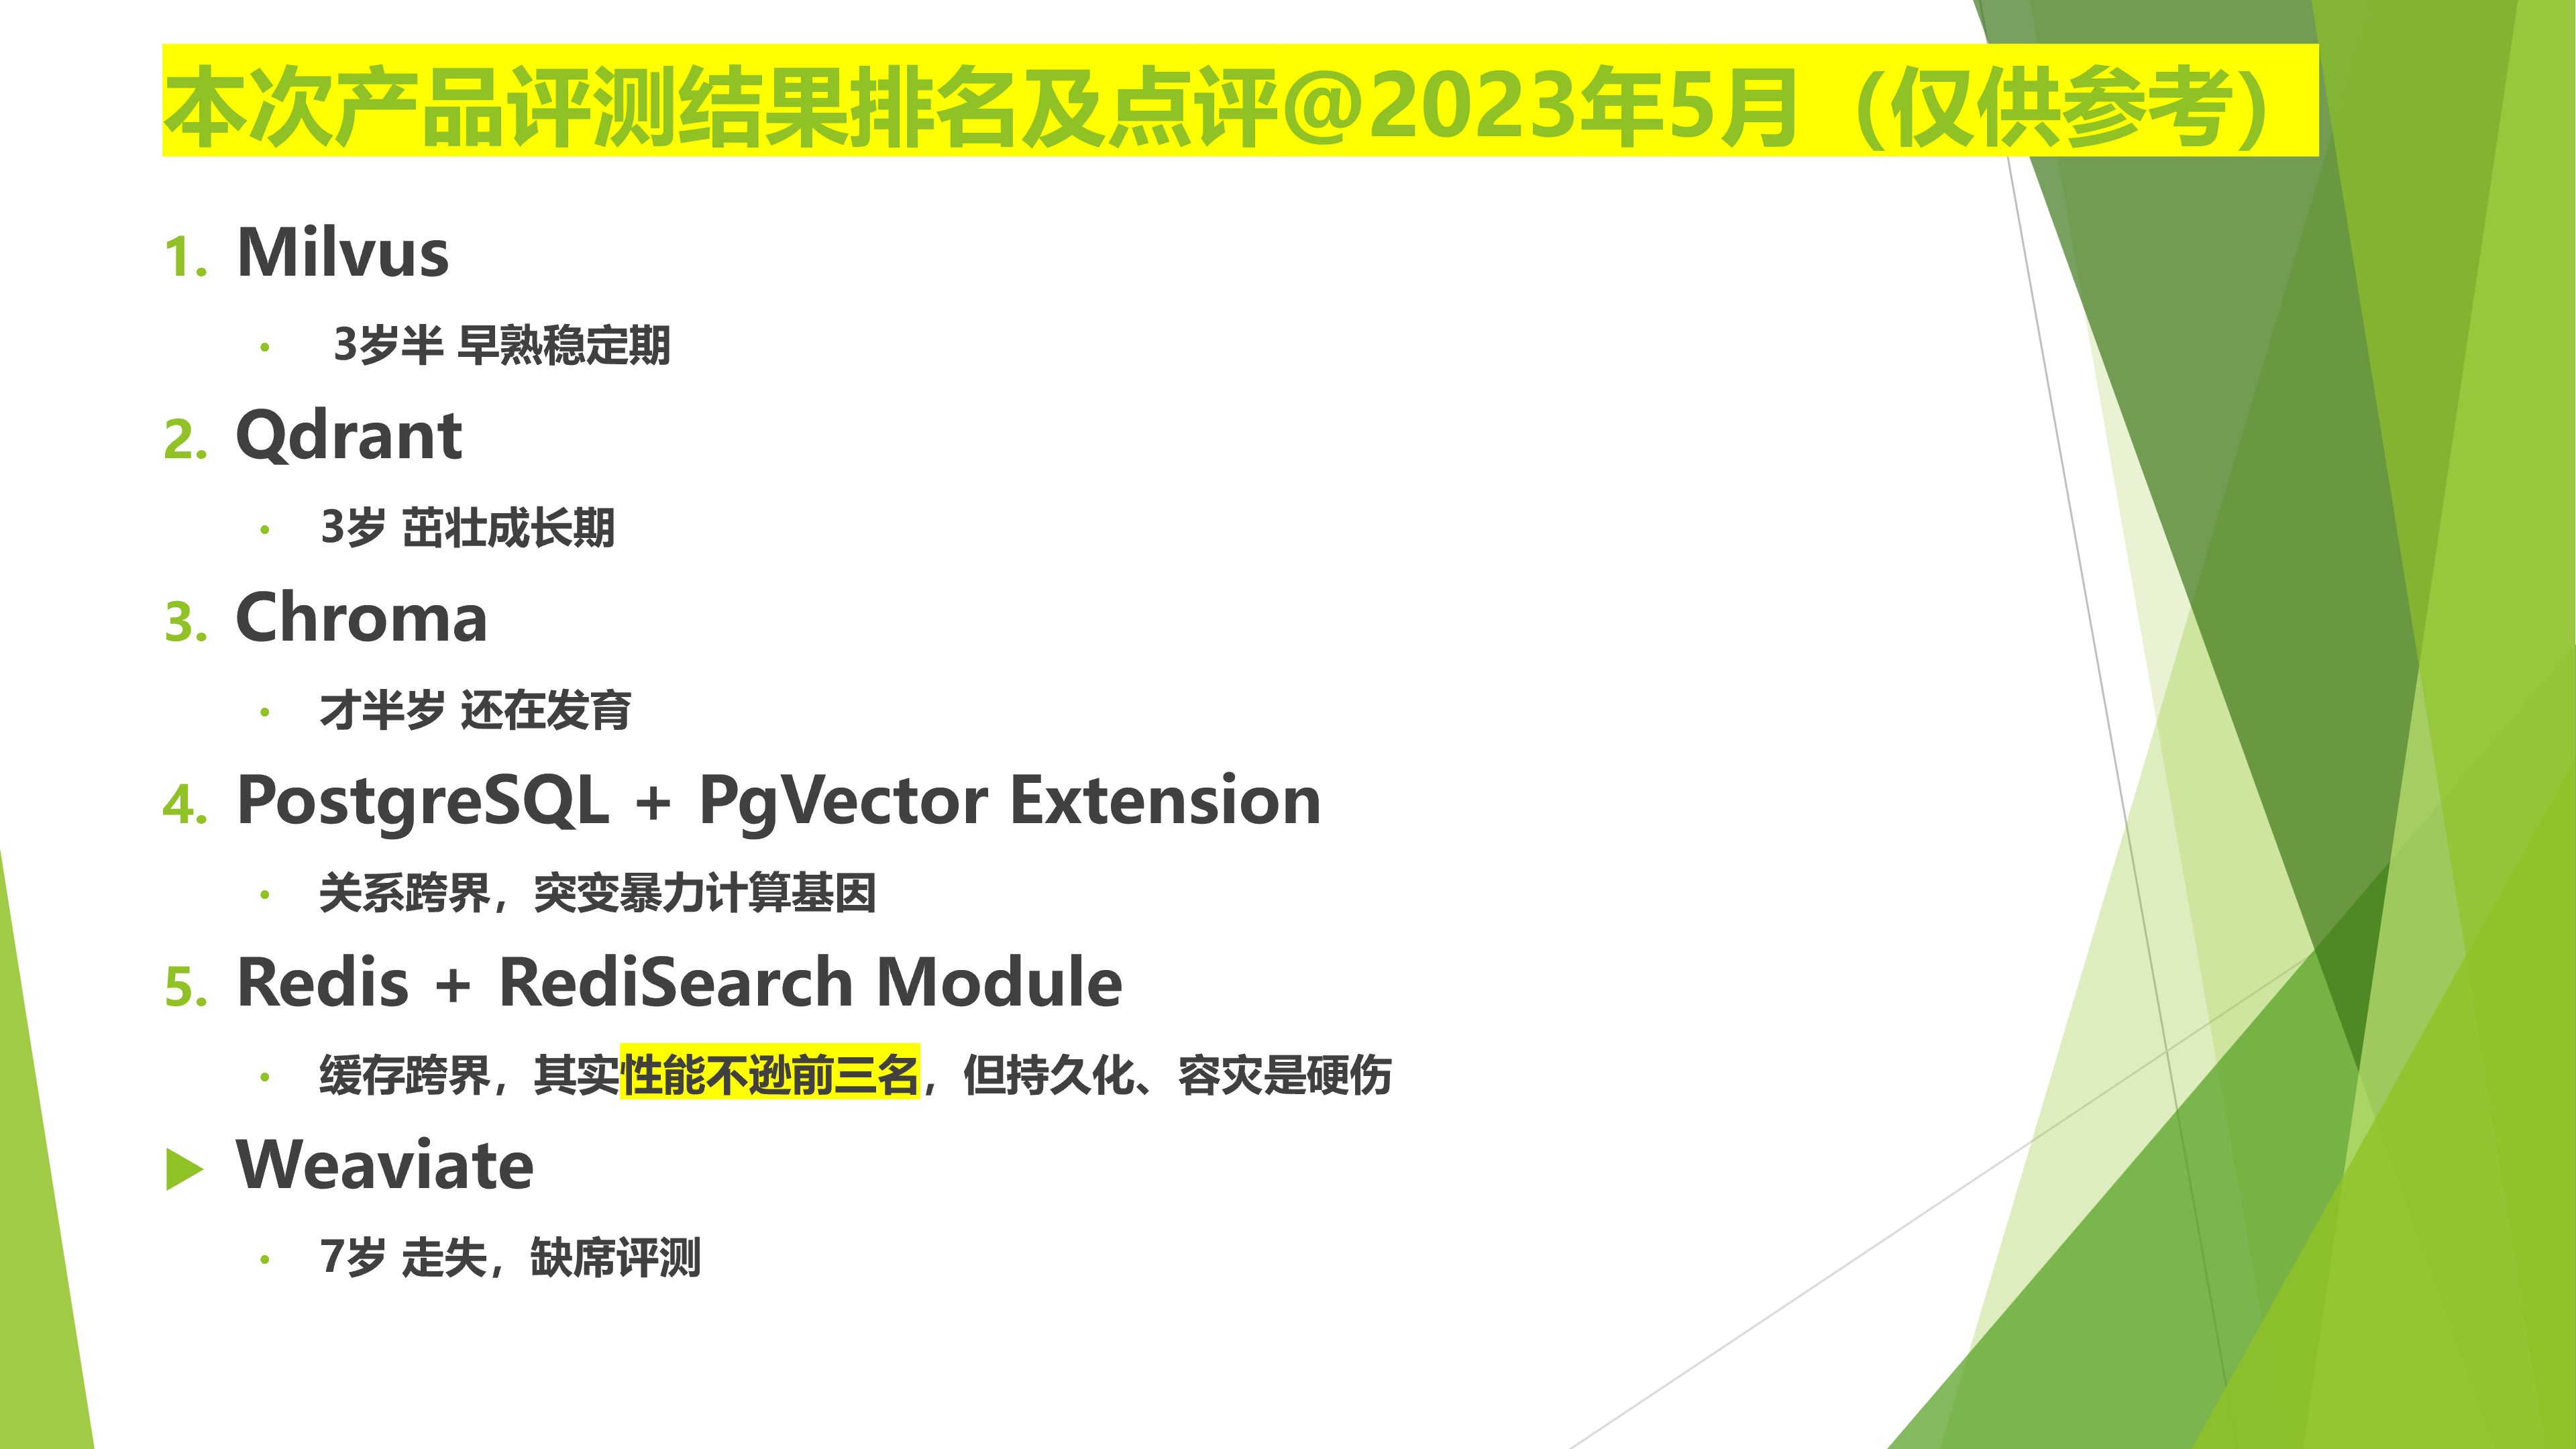 本次产品评测结果排名及点评@2023年5月（仅供参考）
1. Milvus
• 3岁半 早熟稳定期
2. Qdrant
• 3岁 茁壮成长期
3. Chroma
• 才半岁 还在发育
4. PostgreSQL + PgVector Extension
• 关系跨界，突变暴力计算基因
5. Redis + RediSearch Module
• 缓存跨界，其实性能不逊前三名，但持久化、容灾是硬伤
▶ Weaviate
• 7岁 走失，缺席评测